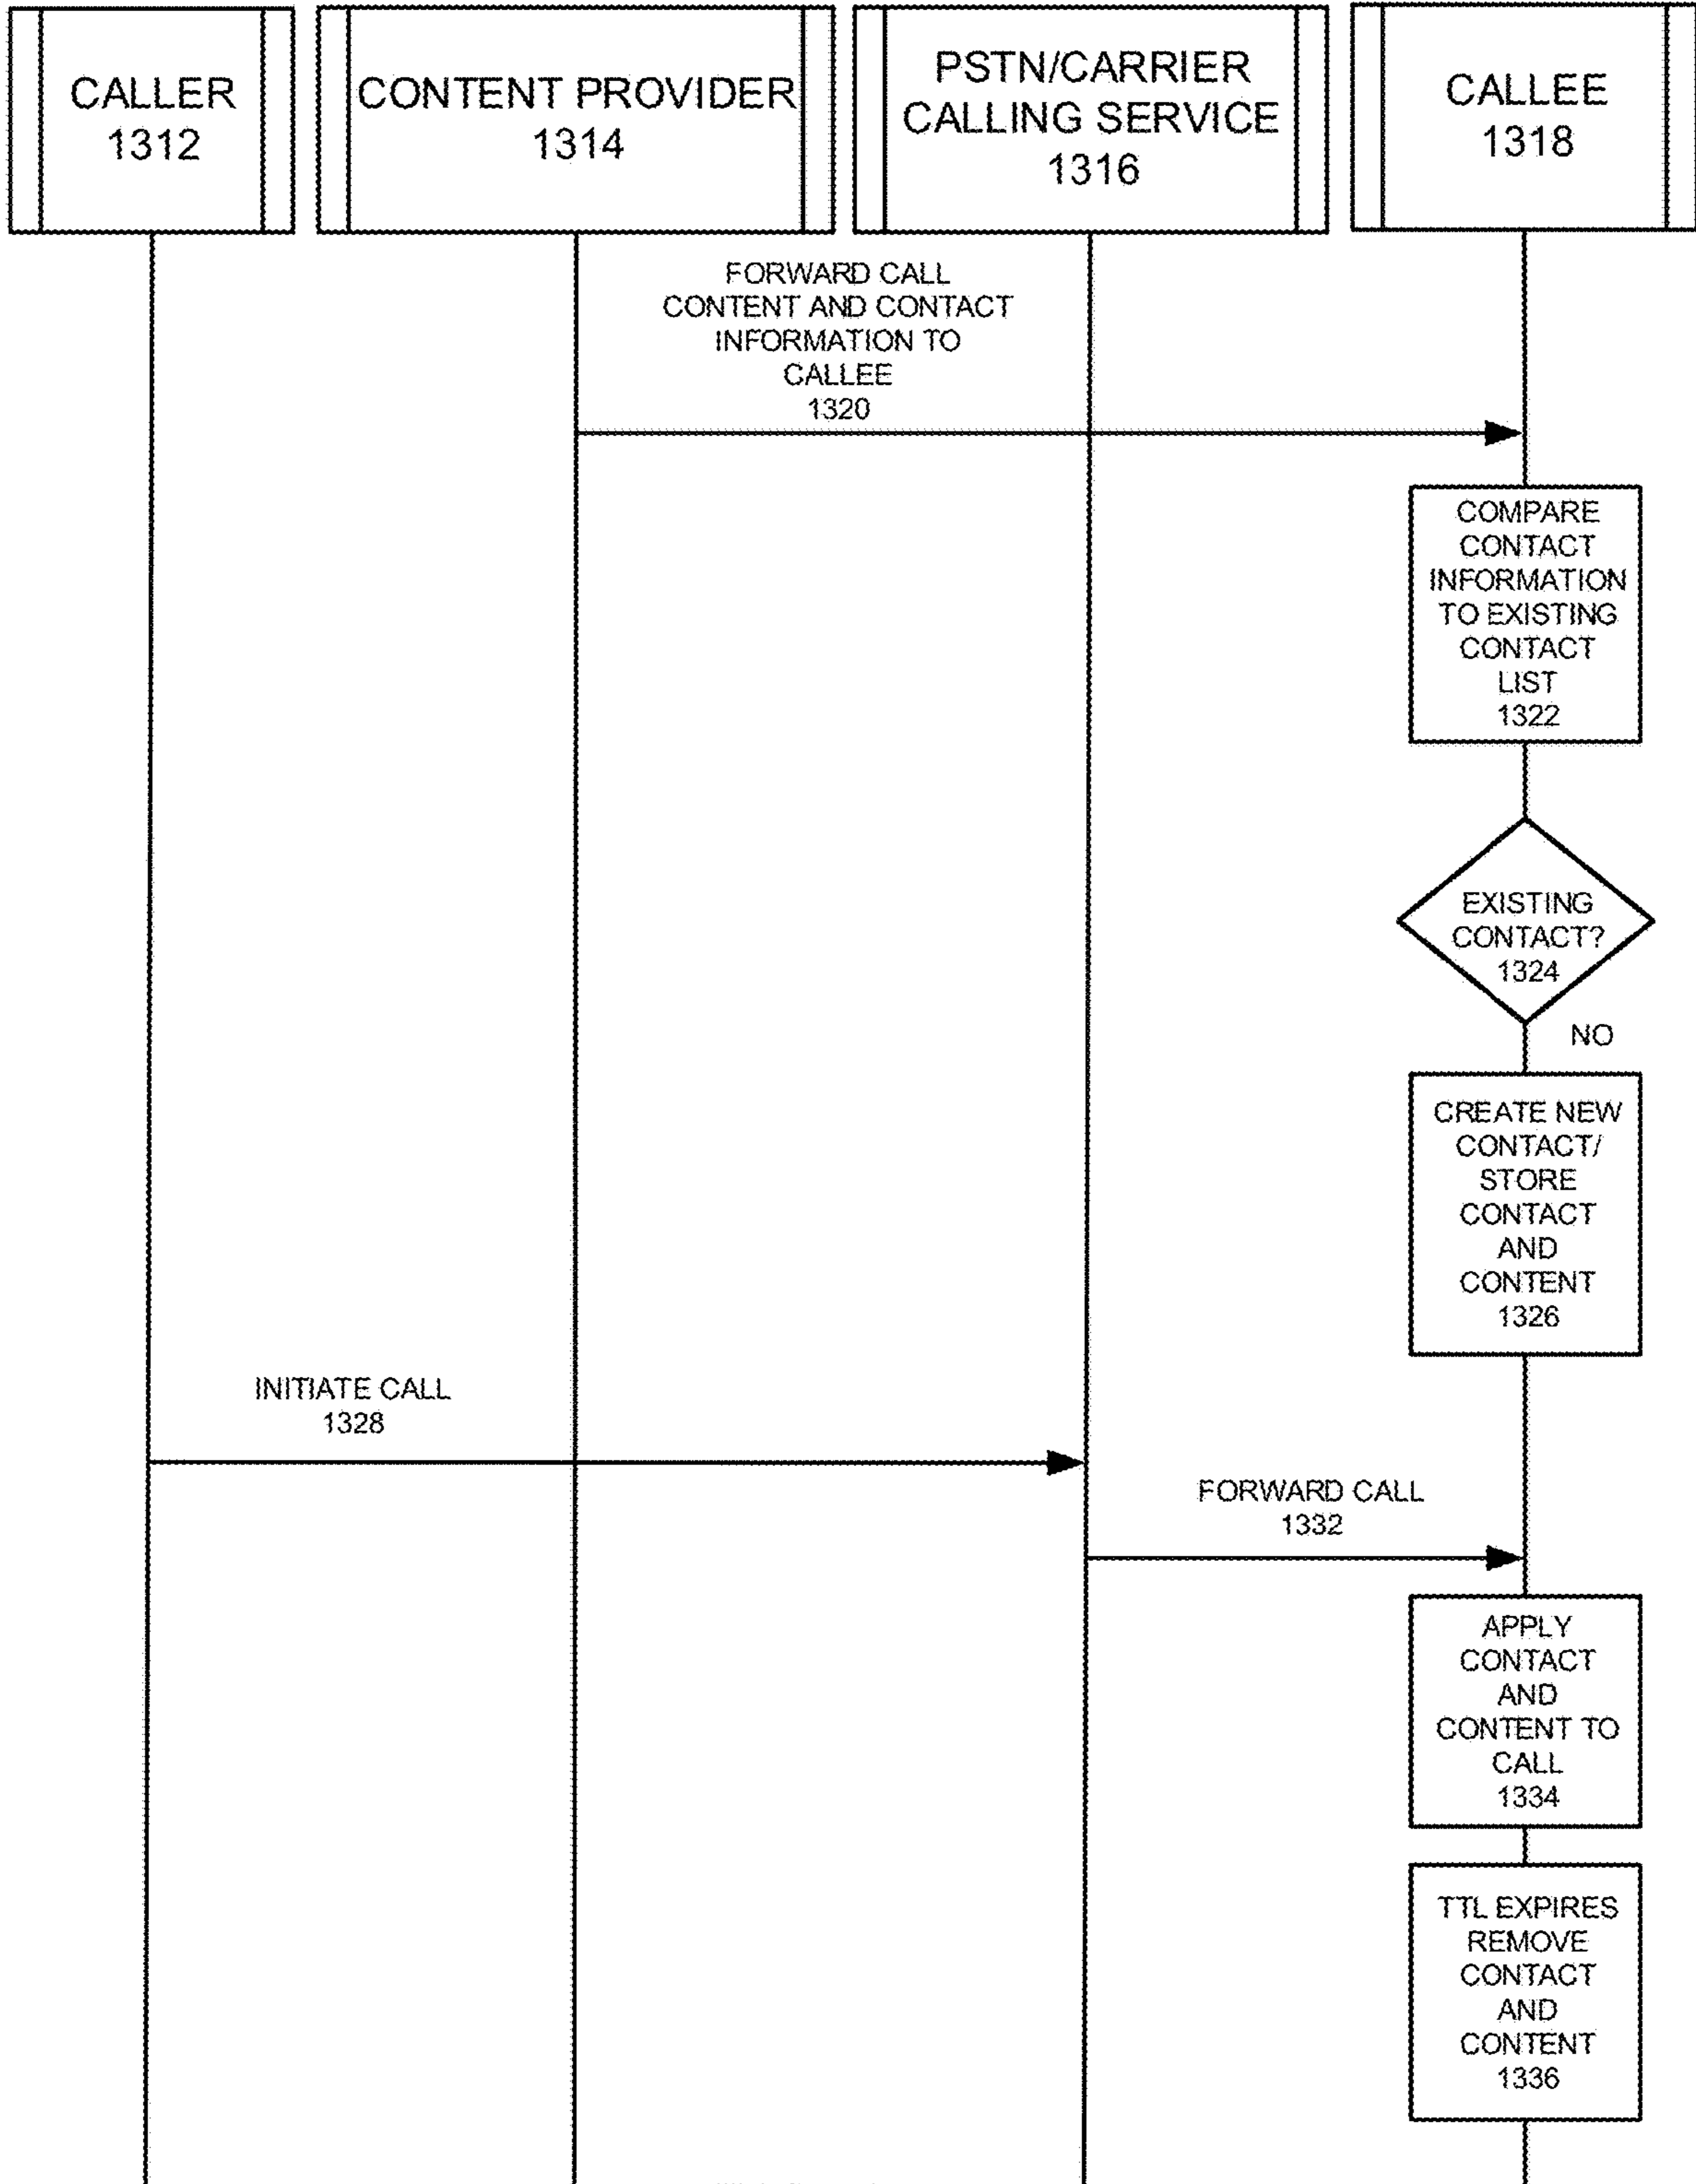 CALLER
1312
CONTENT PROVIDER
1314
PSTN/CARRIER
CALLING SERVICE
1316
CALLEE
1318
FORWARD CALL
CONTENT AND CONTACT
INFORMATION TO
CALLEE
1320
COMPARE
CONTACT
INFORMATION
TO EXISTING
CONTACT
LIST
1322
EXISTING
CONTACT?
1324
NO
CREATE NEW
CONTACT/
STORE
CONTACT
AND
CONTENT
1326
INITIATE CALL
1328
FORWARD CALL
1332
APPLY
CONTACT
AND
CONTENT TO
CALL
1334
TTL EXPIRES
REMOVE
CONTACT
AND
CONTENT
1336